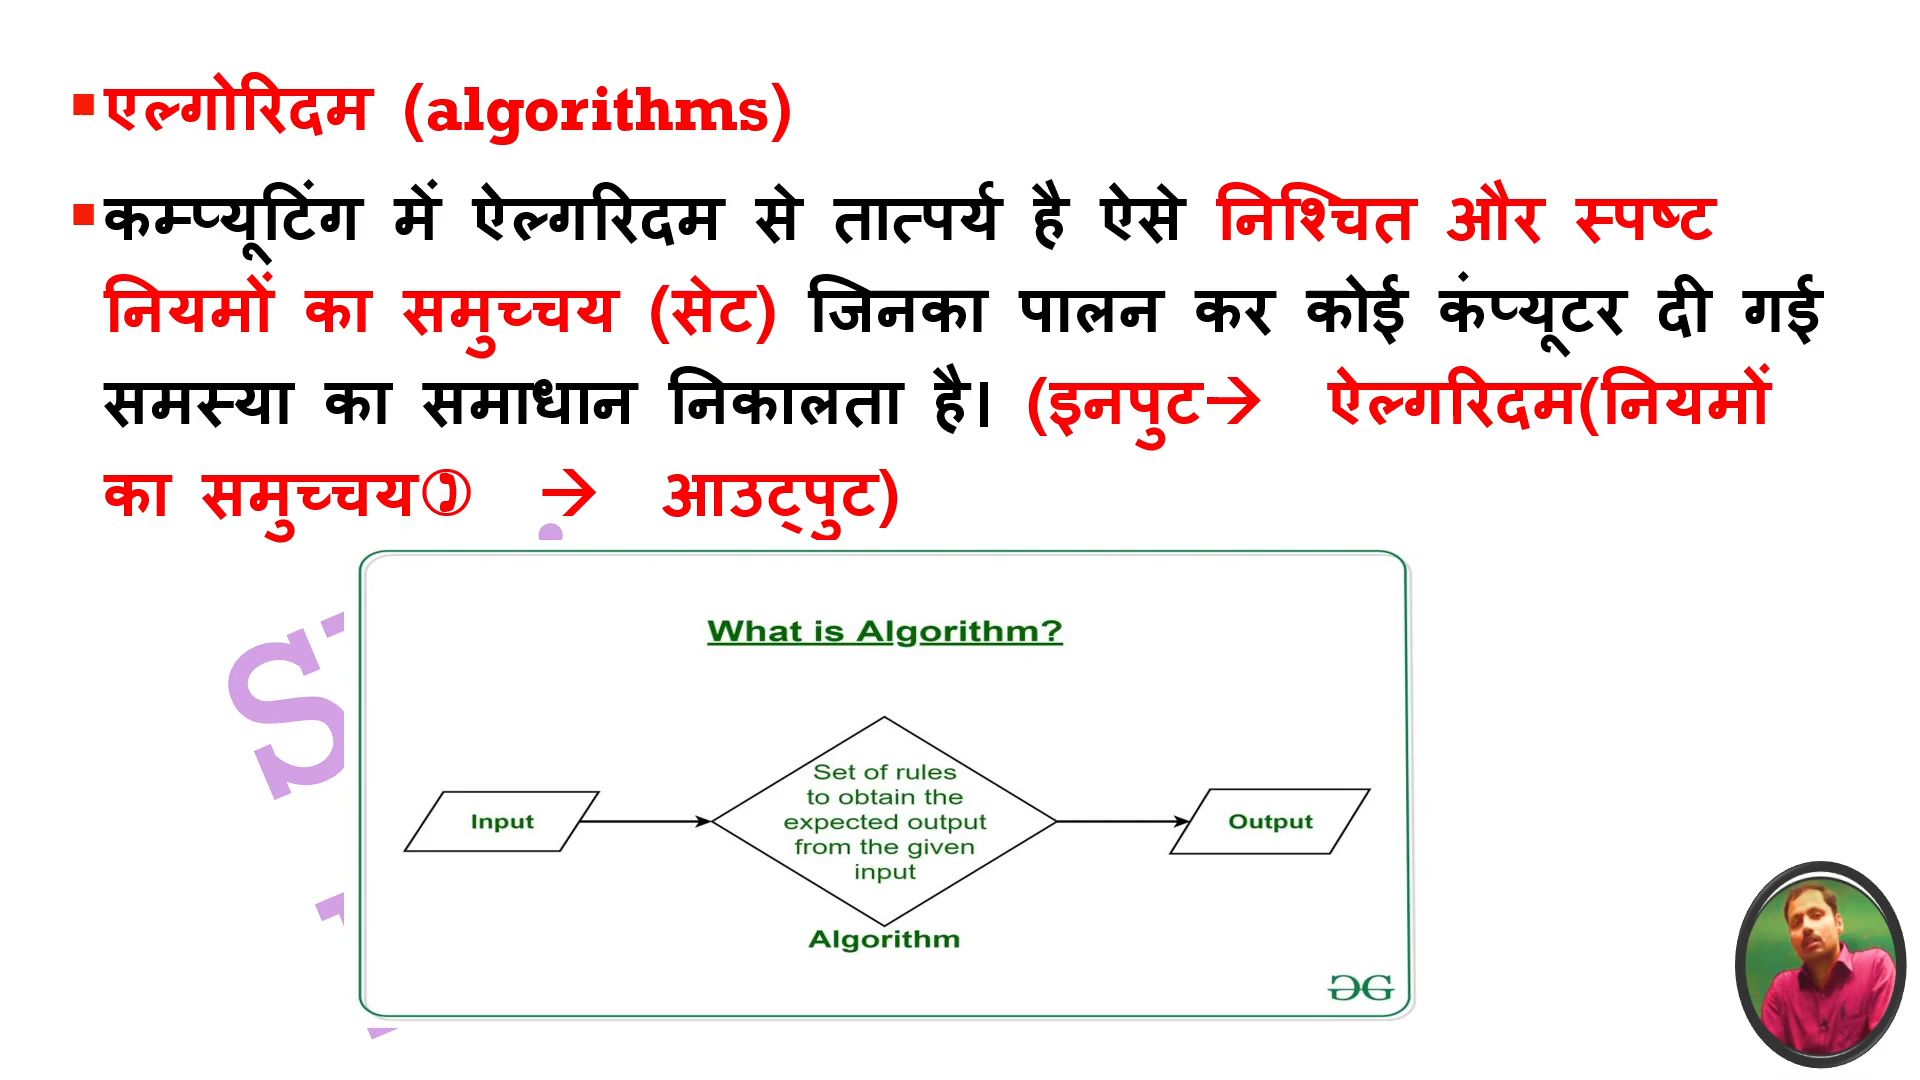 ▪एल्गोरिदम (algorithms)
▪कम्प्यूटिंग में ऐल्गरिदम से तात्पर्य है ऐसे निश्चित और स्पष्ट
नियमों का समुच्चय (सेट) जिनका पालन कर कोई कंप्यूटर दी गई
समस्या का समाधान निकालता है। (इनपुट→ ऐल्गरिदम(नियमों
का समुच्चय✆ → आउट्पुट)
What is Algorithm?
Input
Set of rules
to obtain the
expected output
from the given
input
Output
Algorithm